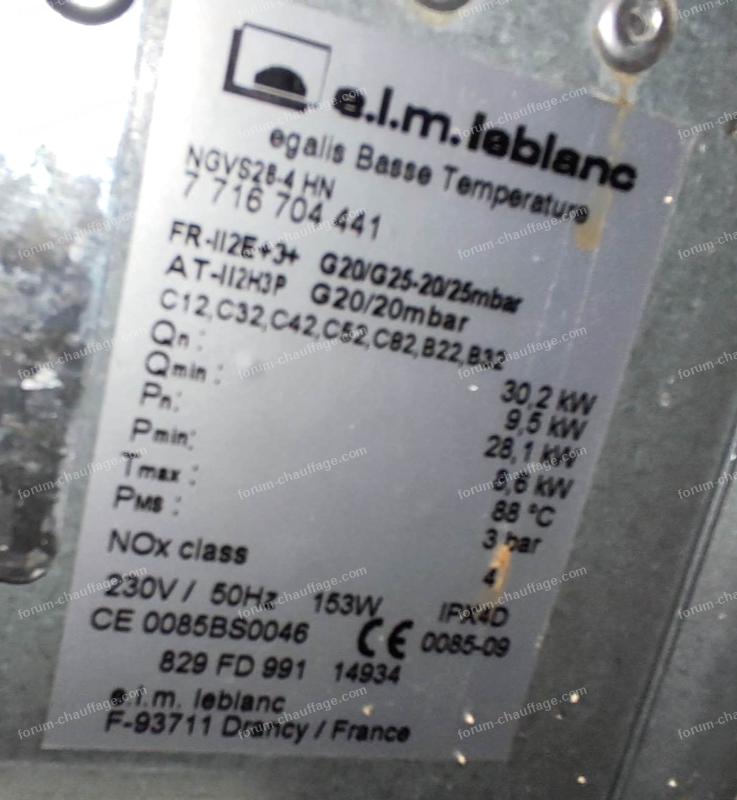 e.l.m. leblanc
egalis Basse Temperature
NGVS28-4 HN
7 716 704 441
FR-II2E+3+ G20/G25-20/25mbar
AT-II2H3P G20/20mbar
C12,C32,C42,C52,C82,B22,B32
Qn : 30,2 kW
Qmin : 9,5 kW
Pn: 28,1 kW
Pmin: 8,6 kW
Tmax : 88 °C
PMS : 3 bar
NOx class 4
230V / 50Hz 153W IPX4D
CE 0085BS0046 CE 0085-09
829 FD 991 14934
e.l.m. leblanc
F-93711 Drancy / France
forum-chauffage.com